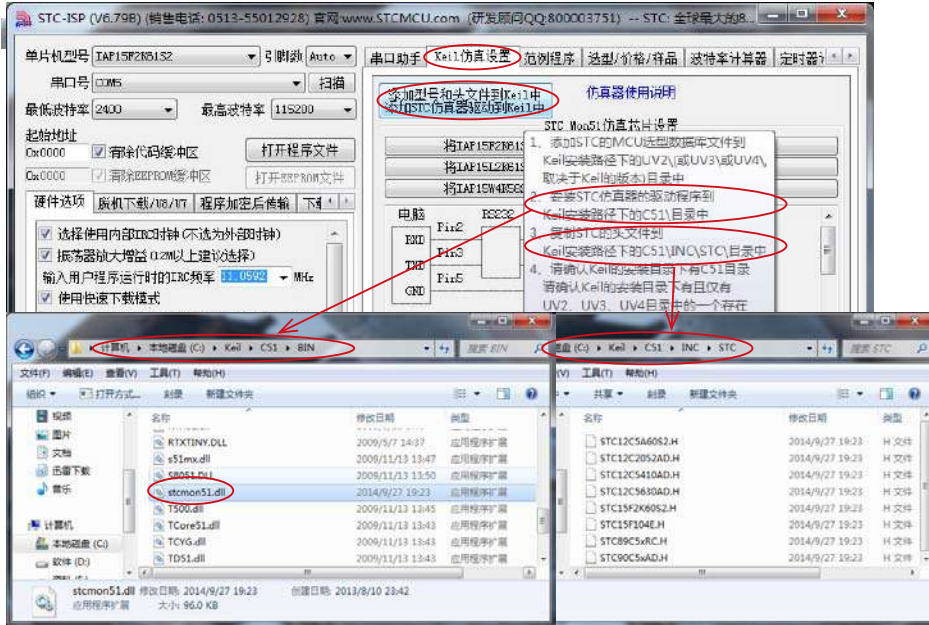 STC-ISP (V6.79B) (销售电话: 0513-55012928) 官网:www.STCMCU.com (研发顾问QQ:800003751) -- STC: 全球最大的8...
单片机型号 IAP15F2K61S2 引脚数 Auto
串口号 COM5 扫描
最低波特率 2400 最高波特率 115200
起始地址
0x0000 清除代码缓冲区 打开程序文件
0x0000 清除EEPROM缓冲区 打开EEPROM文件
硬件选项 脱机下载/U8/U7 程序加密后传输
选择使用内部IRC时钟(不选为外部时钟)
振荡器放大增益(12M以上建议选择)
输入用户程序运行时的IRC频率 11.0592 MHz
使用快速下载模式
串口助手 Keil仿真设置 范例程序 选型/价格/样品 波特率计算器 定时器
添加型号和头文件到Keil中
添加STC仿真器驱动到Keil中
仿真器使用说明
STC Mon51仿真芯片设置
将IAP15F2K61S
将IAP15L2K61S
将IAP15W4K58S
电脑 RS232
RXD Pin2
TXD Pin3
GND Pin5
1、添加STC的MCU选型数据库文件到
Keil安装路径下的UV2\(或UV3\或UV4\,
取决于Keil的版本)目录中
2、安装STC仿真器的驱动程序到
Keil安装路径下的C51\目录中
3、复制STC的头文件到
Keil安装路径下的C51\INC\STC\目录中
4、请确认Keil的安装目录下有C51目录
请确认Keil的安装目录下有且仅有
UV2、UV3、UV4目录中的一个存在
计算机 本地磁盘 (C:) Keil C51 BIN
搜索 BIN
文件(F) 编辑(E) 查看(V) 工具(T) 帮助(H)
组织 打开方式... 刻录 新建文件夹
视频
图片
文档
迅雷下载
音乐
计算机
本地磁盘 (C:)
软件 (D:)
名称 修改日期 类型
RTXTINY.DLL 2009/5/7 14:37 应用程序扩展
s51mx.dll 2009/11/13 13:47 应用程序扩展
S8051.DLL 2009/11/13 13:50 应用程序扩展
stcmon51.dll 2014/9/27 19:23 应用程序扩展
T500.dll 2009/11/13 13:45 应用程序扩展
TCore51.dll 2009/11/13 13:43 应用程序扩展
TCYG.dll 2009/11/13 13:43 应用程序扩展
TD51.dll 2009/11/13 13:43 应用程序扩展
stcmon51.dll 修改日期: 2014/9/27 19:23 创建日期: 2013/8/10 23:42
应用程序扩展 大小: 96.0 KB
磁盘 (C:) Keil C51 INC STC
搜索 STC
(V) 工具(T) 帮助(H)
共享 刻录 新建文件夹
名称 修改日期 类型
STC12C5A60S2.H 2014/9/27 19:23 H 文件
STC12C2052AD.H 2014/9/27 19:23 H 文件
STC12C5410AD.H 2014/9/27 19:23 H 文件
STC12C5630AD.H 2014/9/27 19:23 H 文件
STC15F2K60S2.H 2014/9/27 19:23 H 文件
STC15F104E.H 2014/9/27 19:23 H 文件
STC89C5xRC.H 2014/9/27 19:23 H 文件
STC90C5xAD.H 2014/9/27 19:23 H 文件